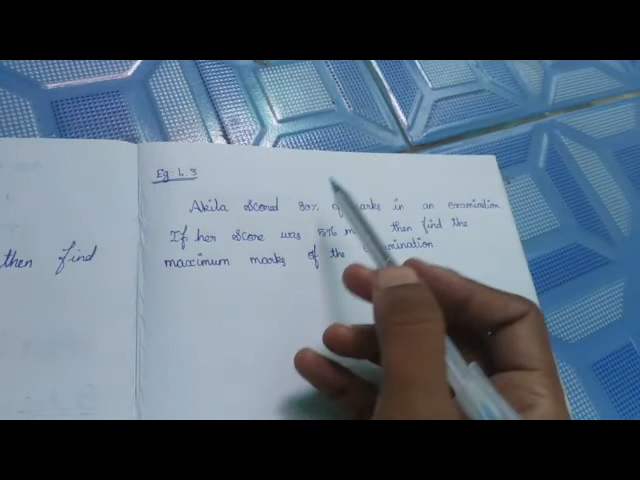 Eg: 1.3
Akila Scored 80% of marks in an examination.
If her score was 576 m then find the
maximum marks of the examination
then find